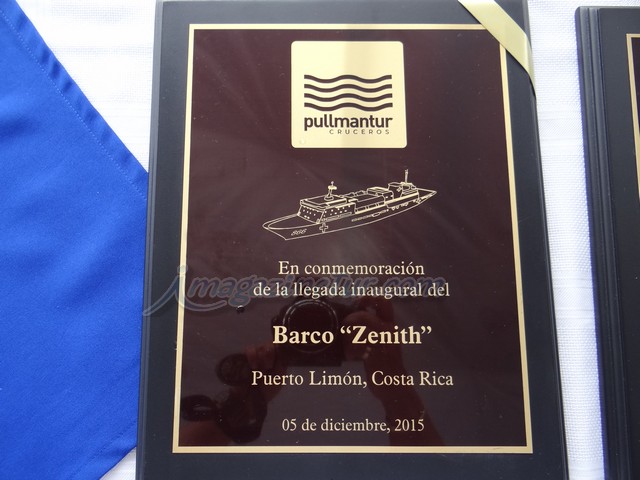 pullmantur
CRUCEROS
866
En conmemoración
de la llegada inaugural del
Barco “Zenith”
Puerto Limón, Costa Rica
05 de diciembre, 2015